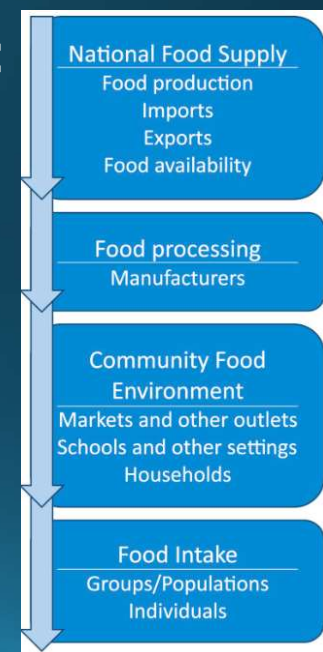 National Food Supply
Food production
Imports
Exports
Food availability
Food processing
Manufacturers
Community Food
Environment
Markets and other outlets
Schools and other settings
Households
Food Intake
Groups/Populations
Individuals